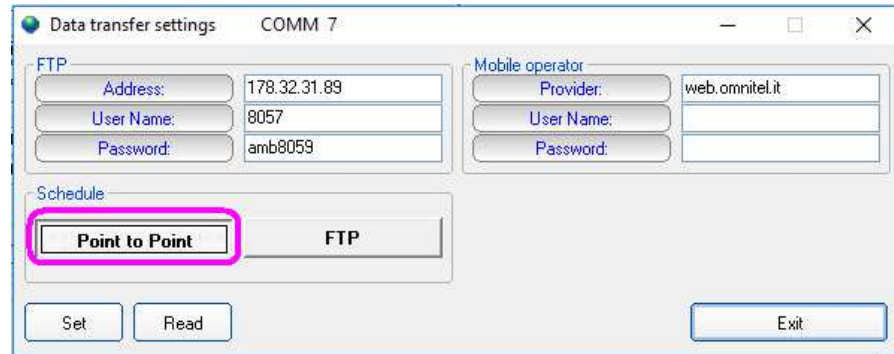 Data transfer settings COMM 7
FTP
Address: 178.32.31.89
User Name: 8057
Password: amb8059
Mobile operator
Provider: web.omnitel.it
User Name:
Password:
Schedule
Point to Point FTP
Set Read Exit